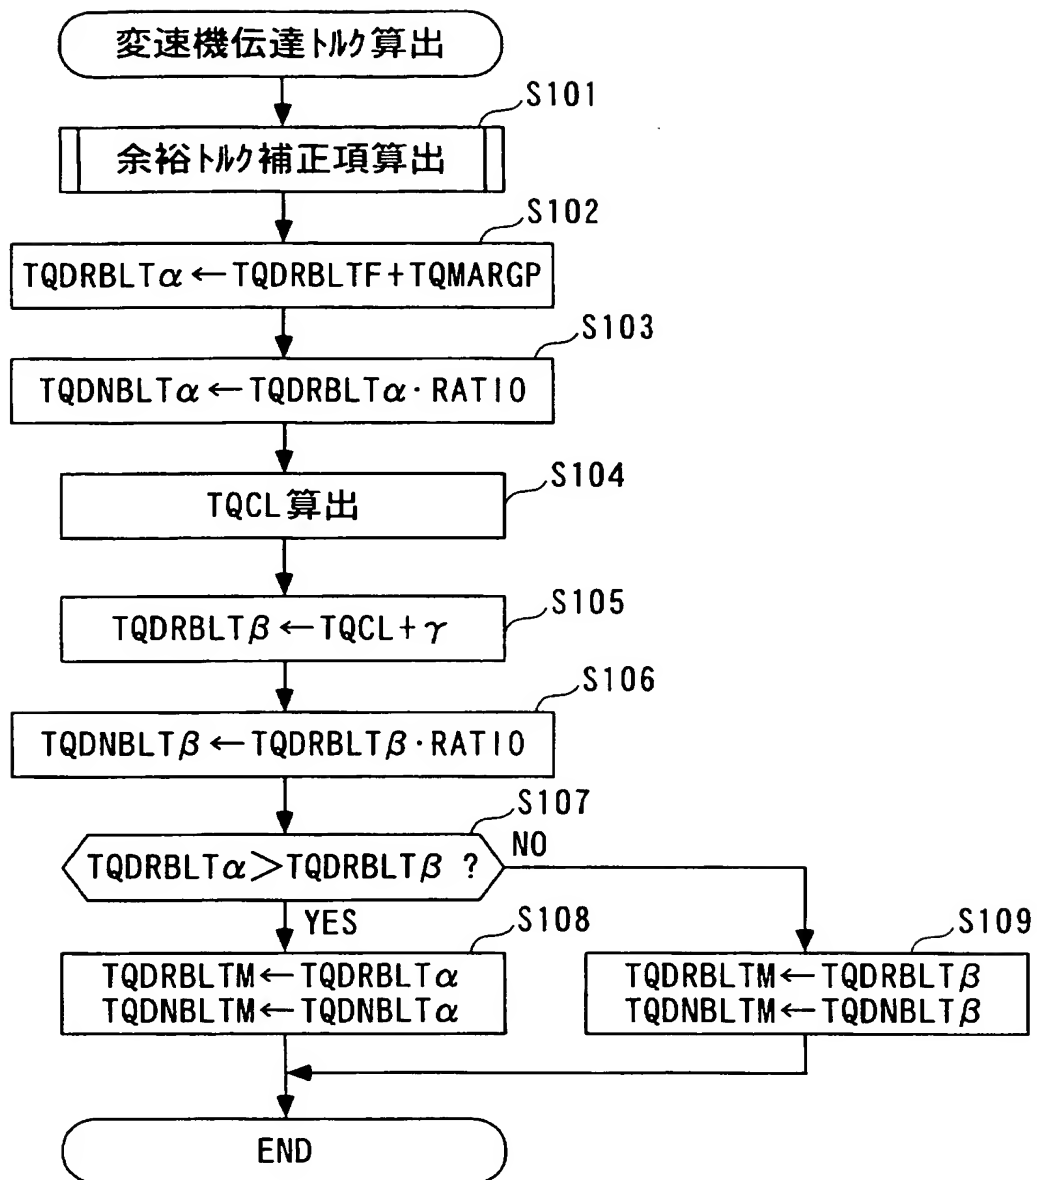 変速機伝達トルク算出
S101
余裕トルク補正項算出
S102
TQDRBLTα←TQDRBLTF+TQMARGP
S103
TQDNBLTα←TQDRBLTα·RATIO
S104
TQCL算出
S105
TQDRBLTβ←TQCL+γ
S106
TQDNBLTβ←TQDRBLTβ·RATIO
S107
TQDRBLTα>TQDRBLTβ ?
NO
YES
S108
TQDRBLTM←TQDRBLTα
TQDNBLTM←TQDNBLTα
S109
TQDRBLTM←TQDRBLTβ
TQDNBLTM←TQDNBLTβ
END